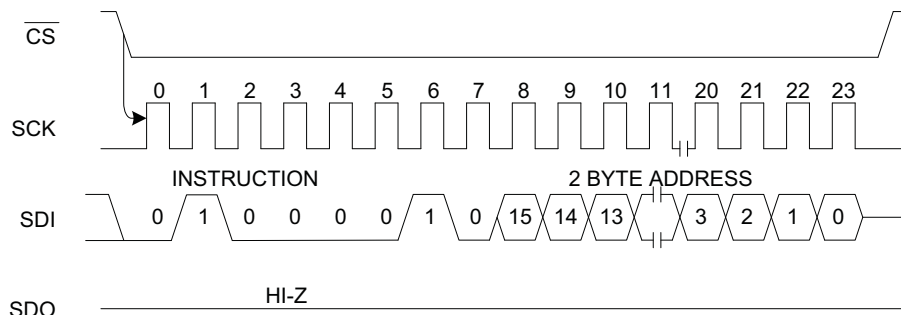 CS
0 1 2 3 4 5 6 7 8 9 10 11 20 21 22 23
SCK
INSTRUCTION 2 BYTE ADDRESS
SDI 0 1 0 0 0 0 1 0 15 14 13 3 2 1 0
HI-Z
SDO